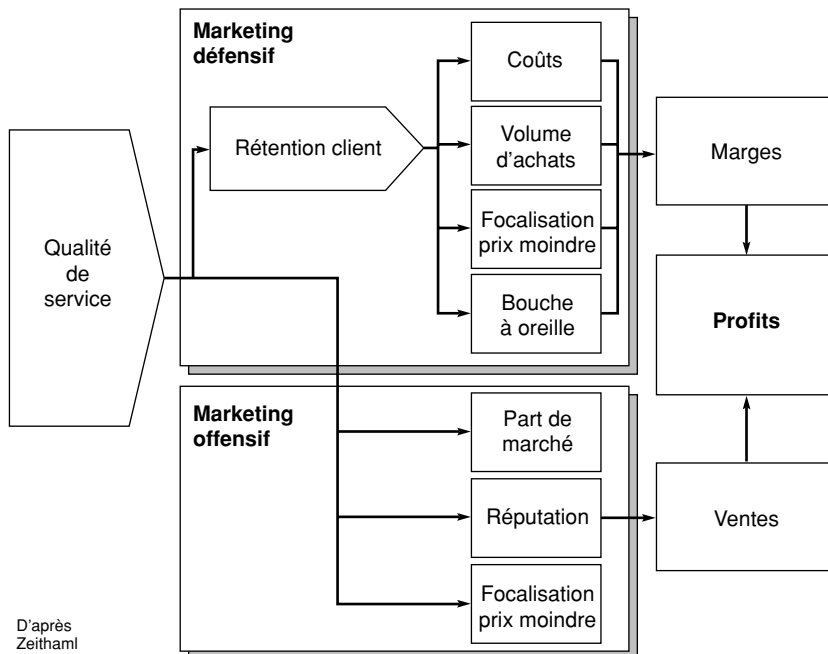 Marketing
défensif
Coûts
Rétention client
Volume
d'achats
Marges
Focalisation
prix moindre
Qualité
de
service
Bouche
à oreille
Profits
Marketing
offensif
Part de
marché
Réputation
Ventes
Focalisation
prix moindre
D'après
Zeithaml